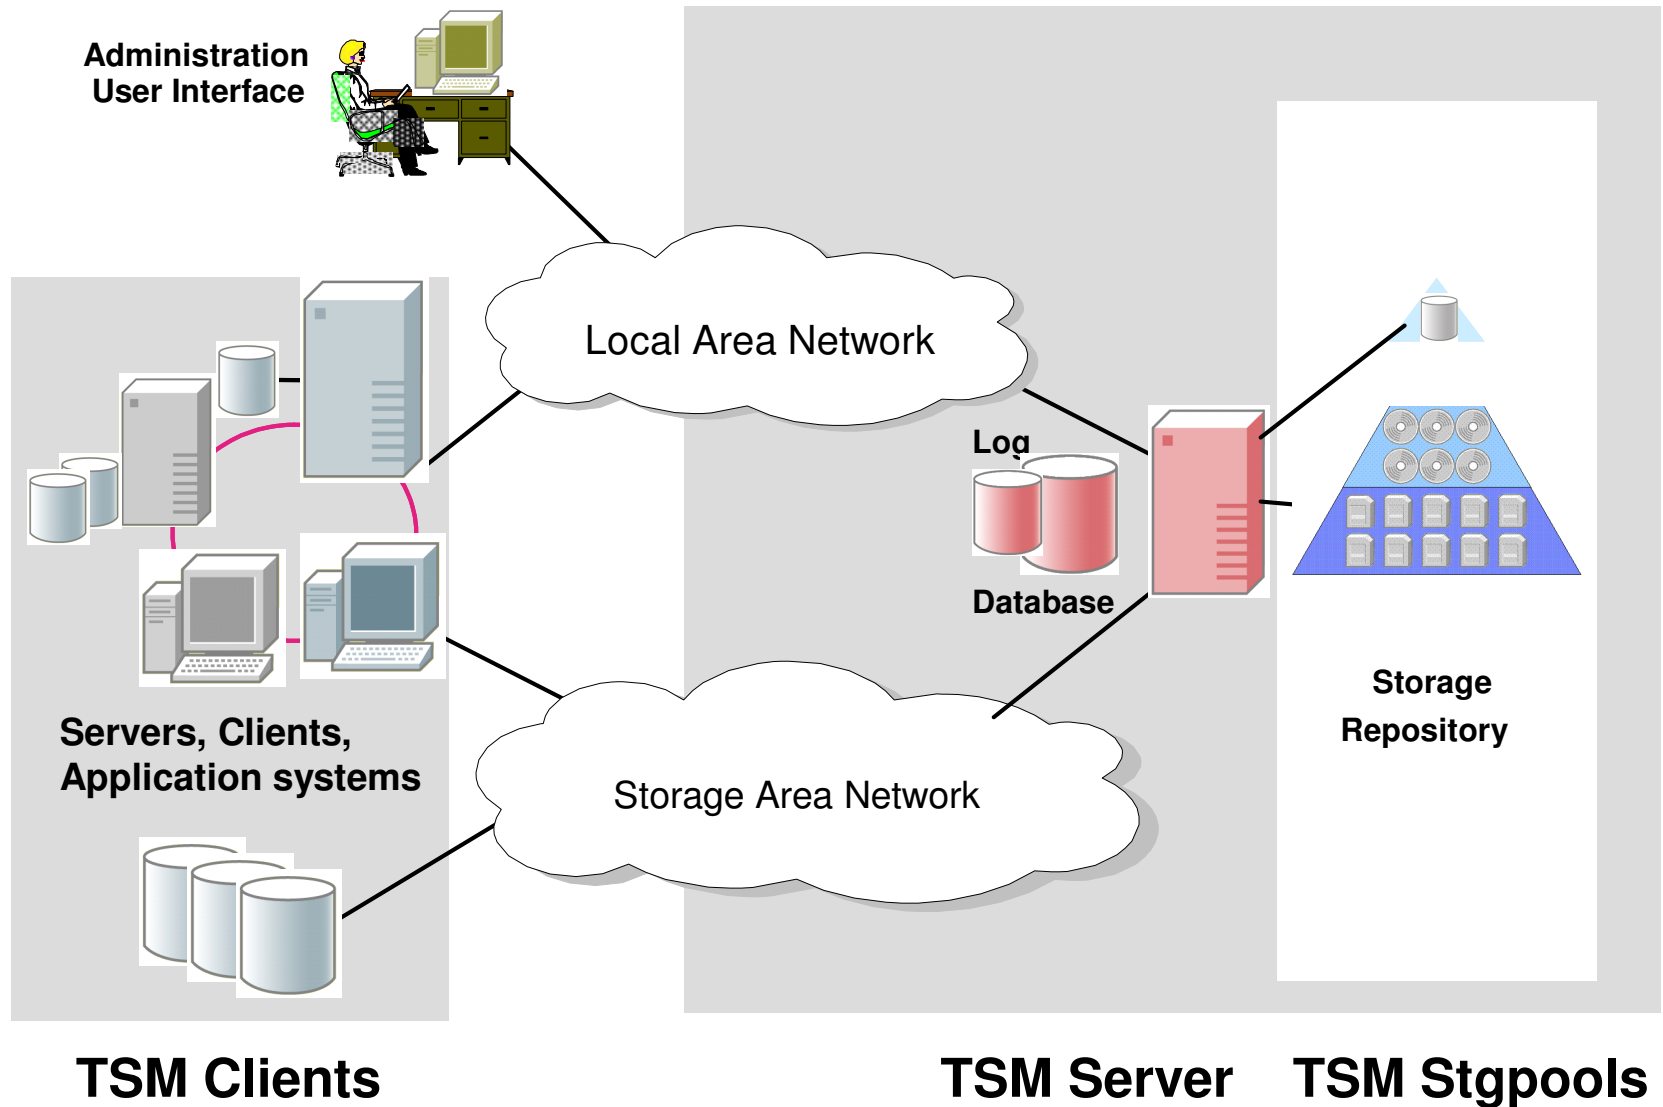 Administration
User Interface
Local Area Network
Log
Database
Storage
Repository
Servers, Clients,
Application systems
Storage Area Network
TSM Clients
TSM Server
TSM Stgpools